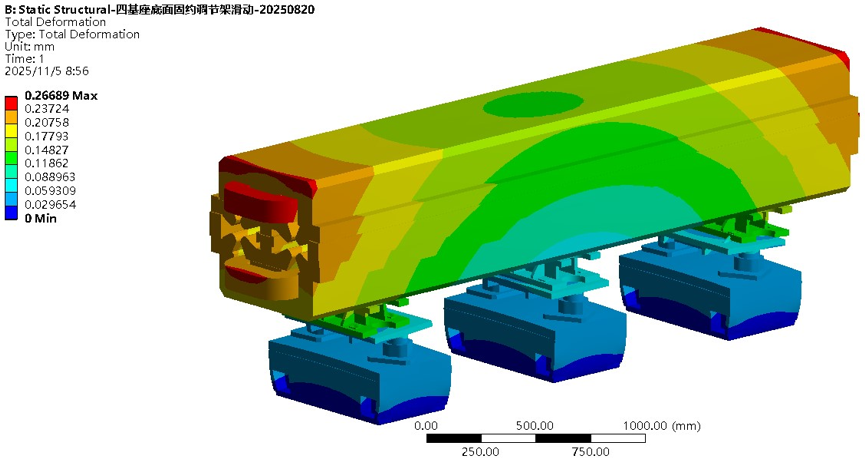 B: Static Structural-四基座底面固约调节架滑动-20250820
Total Deformation
Type: Total Deformation
Unit: mm
Time: 1
2025/11/5 8:56
0.26689 Max
0.23724
0.20758
0.17793
0.14827
0.11862
0.088963
0.059309
0.029654
0 Min
0.00
500.00
1000.00 (mm)
250.00
750.00